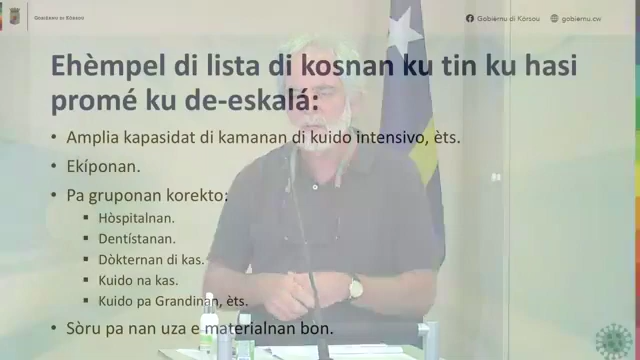 GOBIÈRNU DI KÒRSOU
Gobièrnu di Kòrsou gobiernu.cw
Ehèmpel di lista di kosnan ku tin ku hasi
promé ku de-eskalá:
• Amplia kapasidat di kamanan di kuido intensivo, èts.
• Ekíponan.
• Pa gruponan korekto:
▪ Hòspitalnan.
▪ Dentístanan.
▪ Dòkternan di kas.
▪ Kuido na kas.
▪ Kuido pa Grandinan, èts.
• Sòru pa nan uza e materialnan bon.